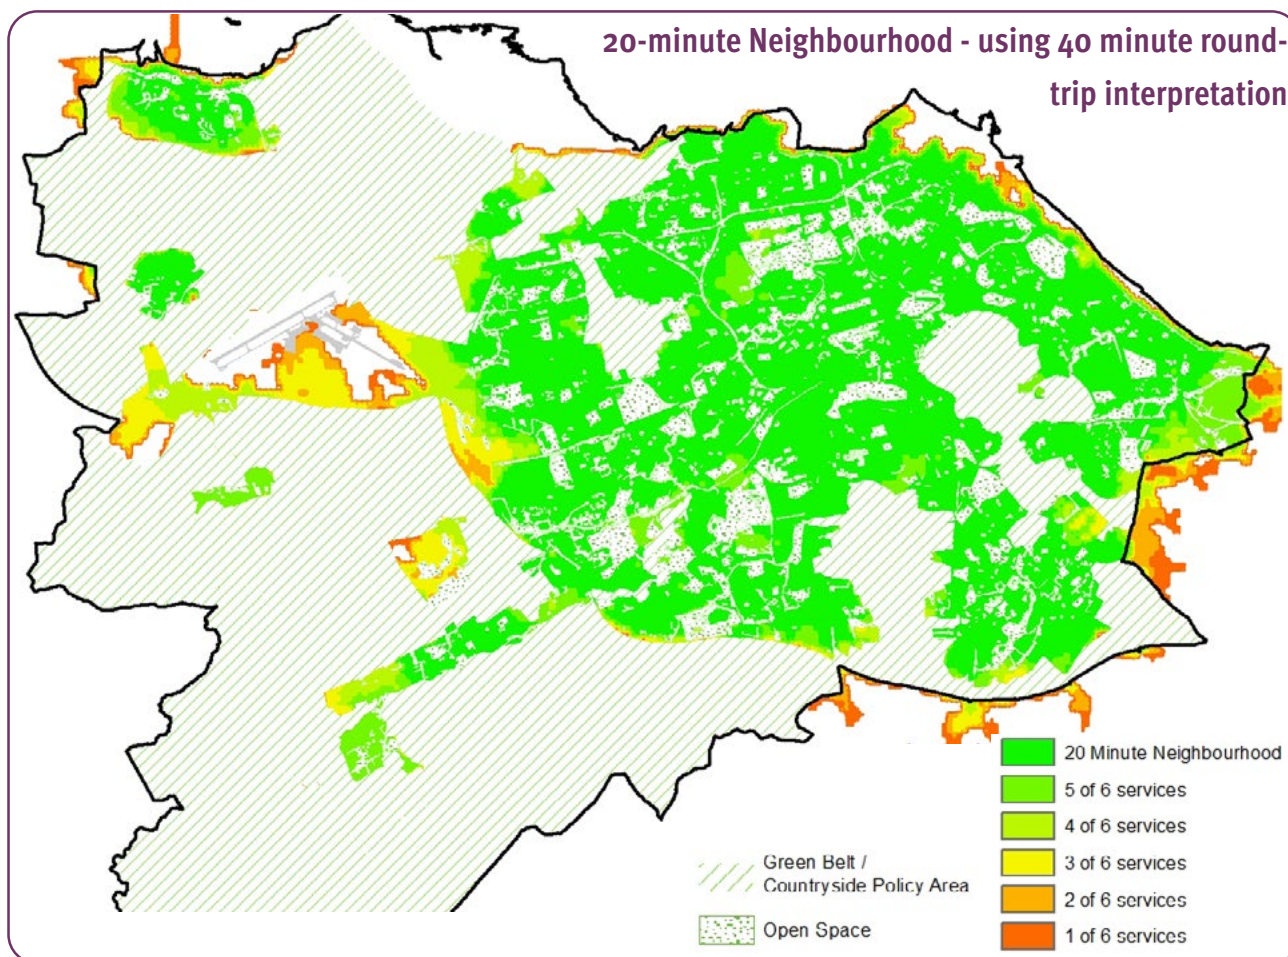 20-minute Neighbourhood - using 40 minute round-
trip interpretation
20 Minute Neighbourhood
5 of 6 services
4 of 6 services
3 of 6 services
2 of 6 services
1 of 6 services
Green Belt /
Countryside Policy Area
Open Space